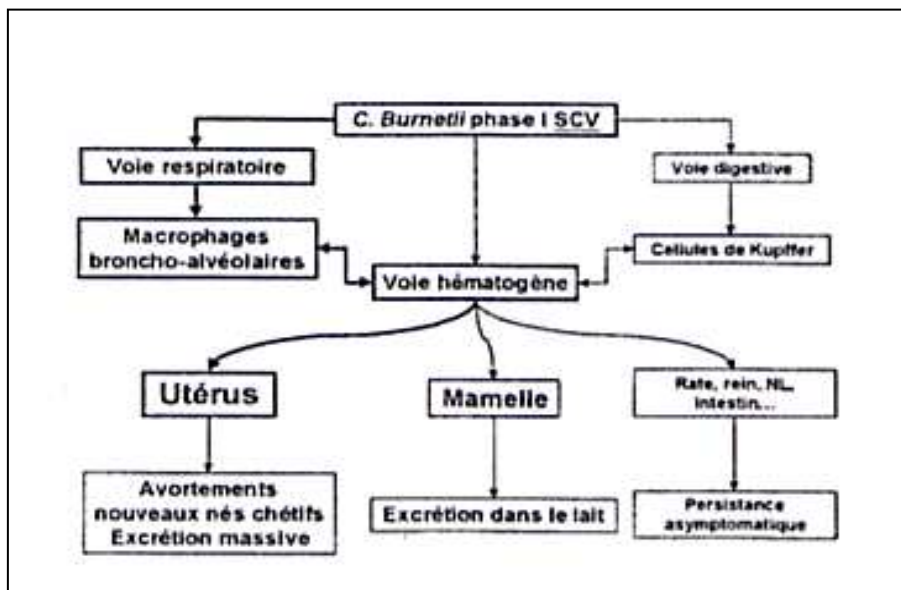 C. Burnetii phase I SCV
Voie respiratoire
Voie digestive
Macrophages
broncho-alvéolaires
Cellules de Kupffer
Voie hématogène
Utérus
Mamelle
Rate, rein, NL,
Intestin...
Avortements
nouveaux nés chétifs
Excrétion massive
Excrétion dans le lait
Persistance
asymptomatique